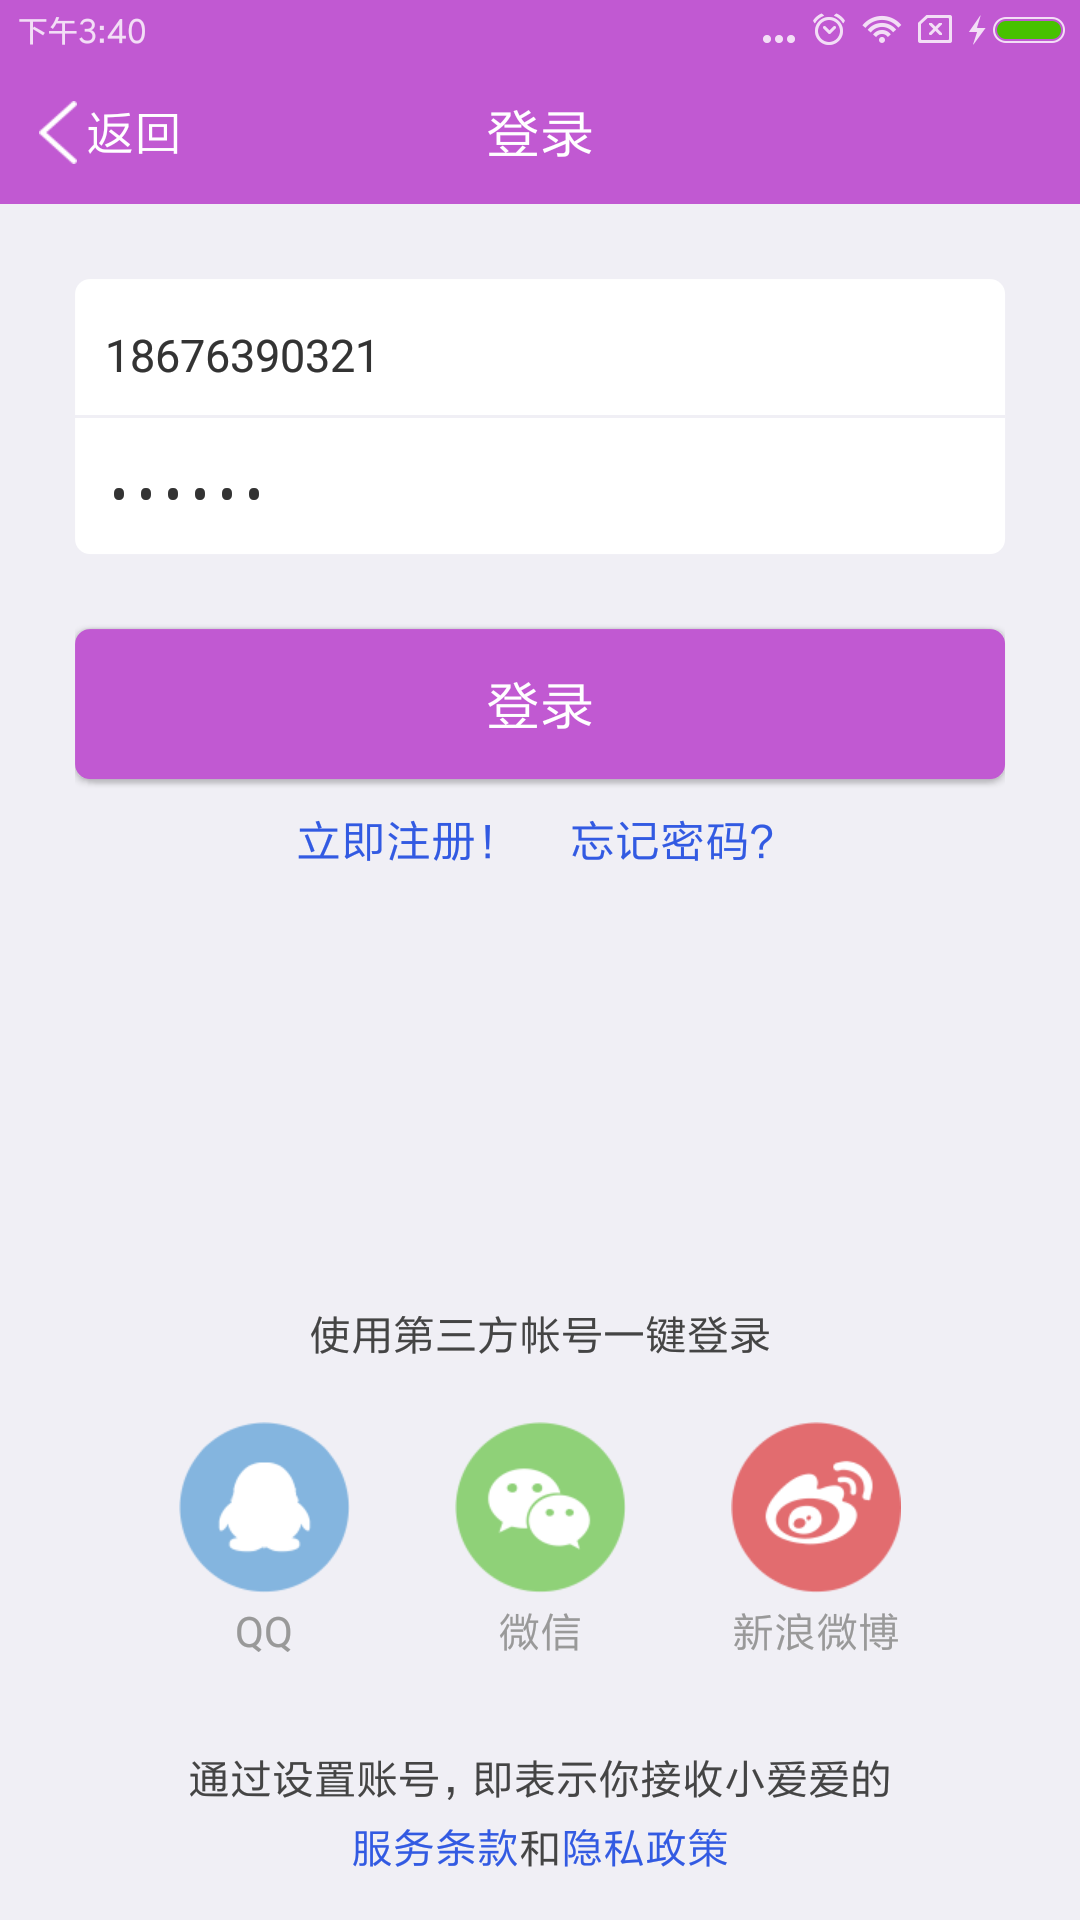 下午3:40
返回
登录
18676390321
••••••
登录
立即注册! 忘记密码?
使用第三方帐号一键登录
QQ 微信 新浪微博
通过设置账号，即表示你接收小爱爱的
服务条款和隐私政策